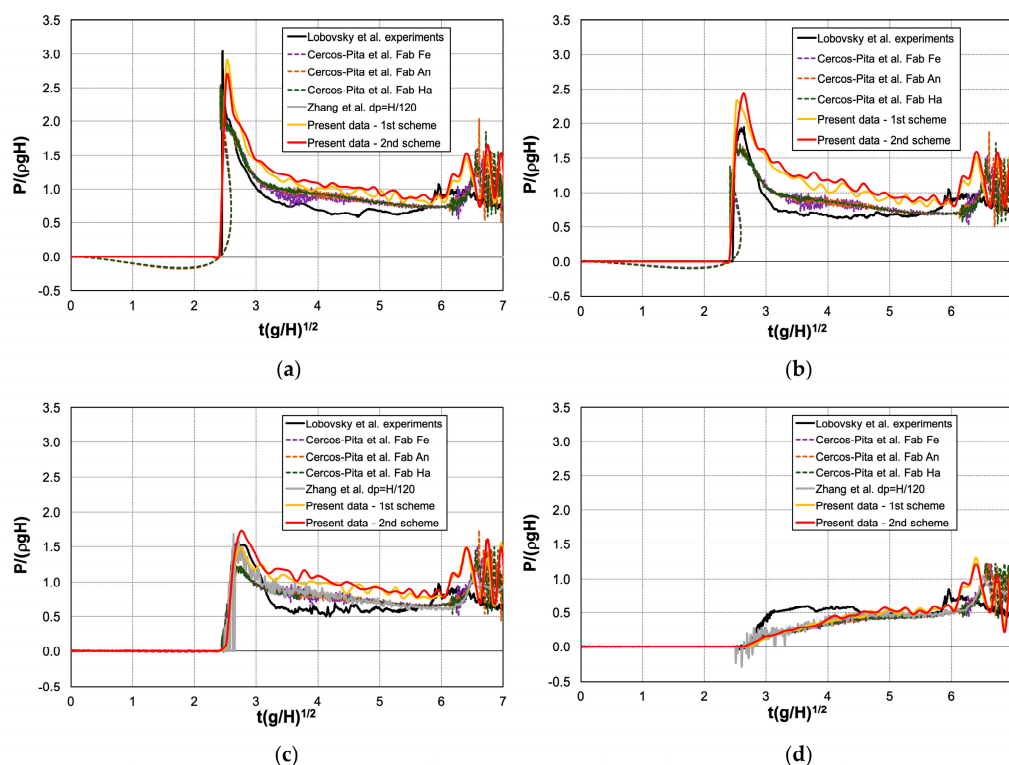 3.5
3.0
2.5
2.0
1.5
1.0
0.5
0.0
-0.5
P/(ρgH)
Lobovsky et al. experiments
Cercos-Pita et al. Fab Fe
Cercos-Pita et al. Fab An
Cercos-Pita et al. Fab Ha
Zhang et al. dp=H/120
Present data - 1st scheme
Present data - 2nd scheme
0 1 2 3 4 5 6 7
t(g/H)1/2
(a)
3.5
3.0
2.5
2.0
1.5
1.0
0.5
0.0
-0.5
P/(ρgH)
Lobovsky et al. experiments
Cercos-Pita et al. Fab Fe
Cercos-Pita et al. Fab An
Cercos-Pita et al. Fab Ha
Present data - 1st scheme
Present data - 2nd scheme
0 1 2 3 4 5 6
t(g/H)1/2
(b)
3.5
3.0
2.5
2.0
1.5
1.0
0.5
0.0
-0.5
P/(ρgH)
Lobovsky et al. experiments
Cercos-Pita et al. Fab Fe
Cercos-Pita et al. Fab An
Cercos-Pita et al. Fab Ha
Zhang et al. dp=H/120
Present data - 1st scheme
Present data - 2nd scheme
0 1 2 3 4 5 6 7
t(g/H)1/2
(c)
3.5
3.0
2.5
2.0
1.5
1.0
0.5
0.0
-0.5
P/(ρgH)
Lobovsky et al. experiments
Cercos-Pita et al. Fab Fe
Cercos-Pita et al. Fab An
Cercos-Pita et al. Fab Ha
Zhang et al. dp=H/120
Present data - 1st scheme
Present data - 2nd scheme
0 1 2 3 4 5 6
t(g/H)1/2
(d)